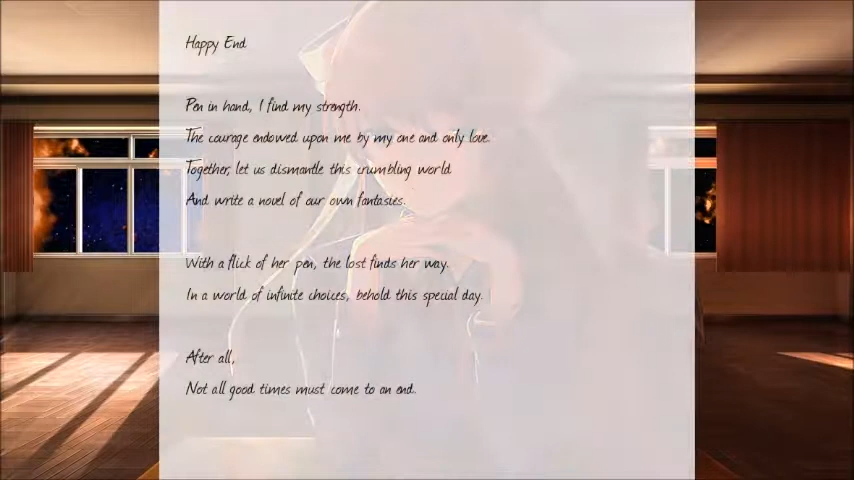 Happy End
Pen in hand, I find my strength.
The courage endowed upon me by my one and only love.
Together, let us dismantle this crumbling world
And write a novel of our own fantasies.
With a flick of her pen, the lost finds her way.
In a world of infinite choices, behold this special day.
After all,
Not all good times must come to an end.